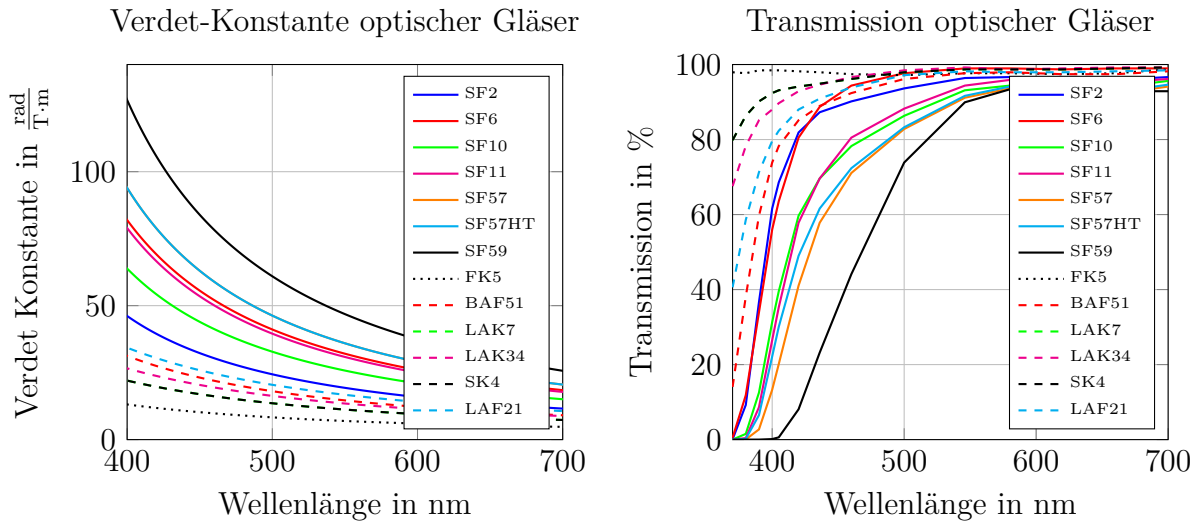 Verdet-Konstante optischer Gläser
Verdet Konstante in rad/T·m
100
50
0
400
500
600
700
Wellenlänge in nm
SF2
SF6
SF10
SF11
SF57
SF57HT
SF59
FK5
BAF51
LAK7
LAK34
SK4
LAF21
Transmission optischer Gläser
Transmission in %
100
80
60
40
20
0
400
500
600
700
Wellenlänge in nm
SF2
SF6
SF10
SF11
SF57
SF57HT
SF59
FK5
BAF51
LAK7
LAK34
SK4
LAF21